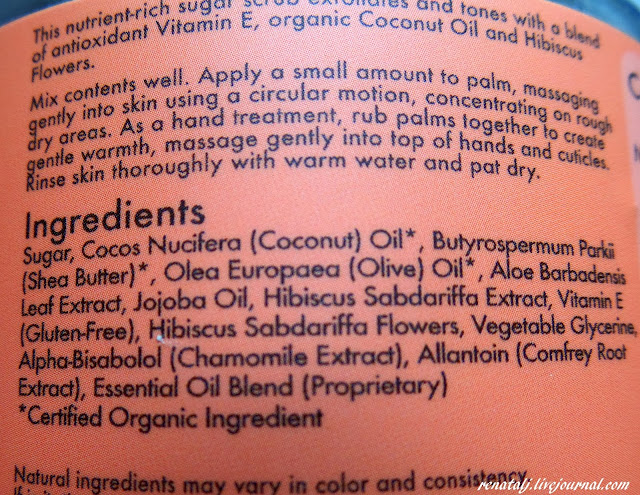 This nutrient-rich sugar scrub exfoliates and tones with a blend
of antioxidant Vitamin E, organic Coconut Oil and Hibiscus
Flowers.
Mix contents well. Apply a small amount to palm, massaging
gently into skin using a circular motion, concentrating on rough
dry areas. As a hand treatment, rub palms together to create
gentle warmth, massage gently into top of hands and cuticles.
Rinse skin thoroughly with warm water and pat dry.
Ingredients
Sugar, Cocos Nucifera (Coconut) Oil*, Butyrospermum Parkii
(Shea Butter)*, Olea Europaea (Olive) Oil*, Aloe Barbadensis
Leaf Extract, Jojoba Oil, Hibiscus Sabdariffa Extract, Vitamin E
(Gluten-Free), Hibiscus Sabdariffa Flowers, Vegetable Glycerine,
Alpha-Bisabolol (Chamomile Extract), Allantoin (Comfrey Root
Extract), Essential Oil Blend (Proprietary)
*Certified Organic Ingredient
Natural ingredients may vary in color and consistency.
renatalj.livejournal.com